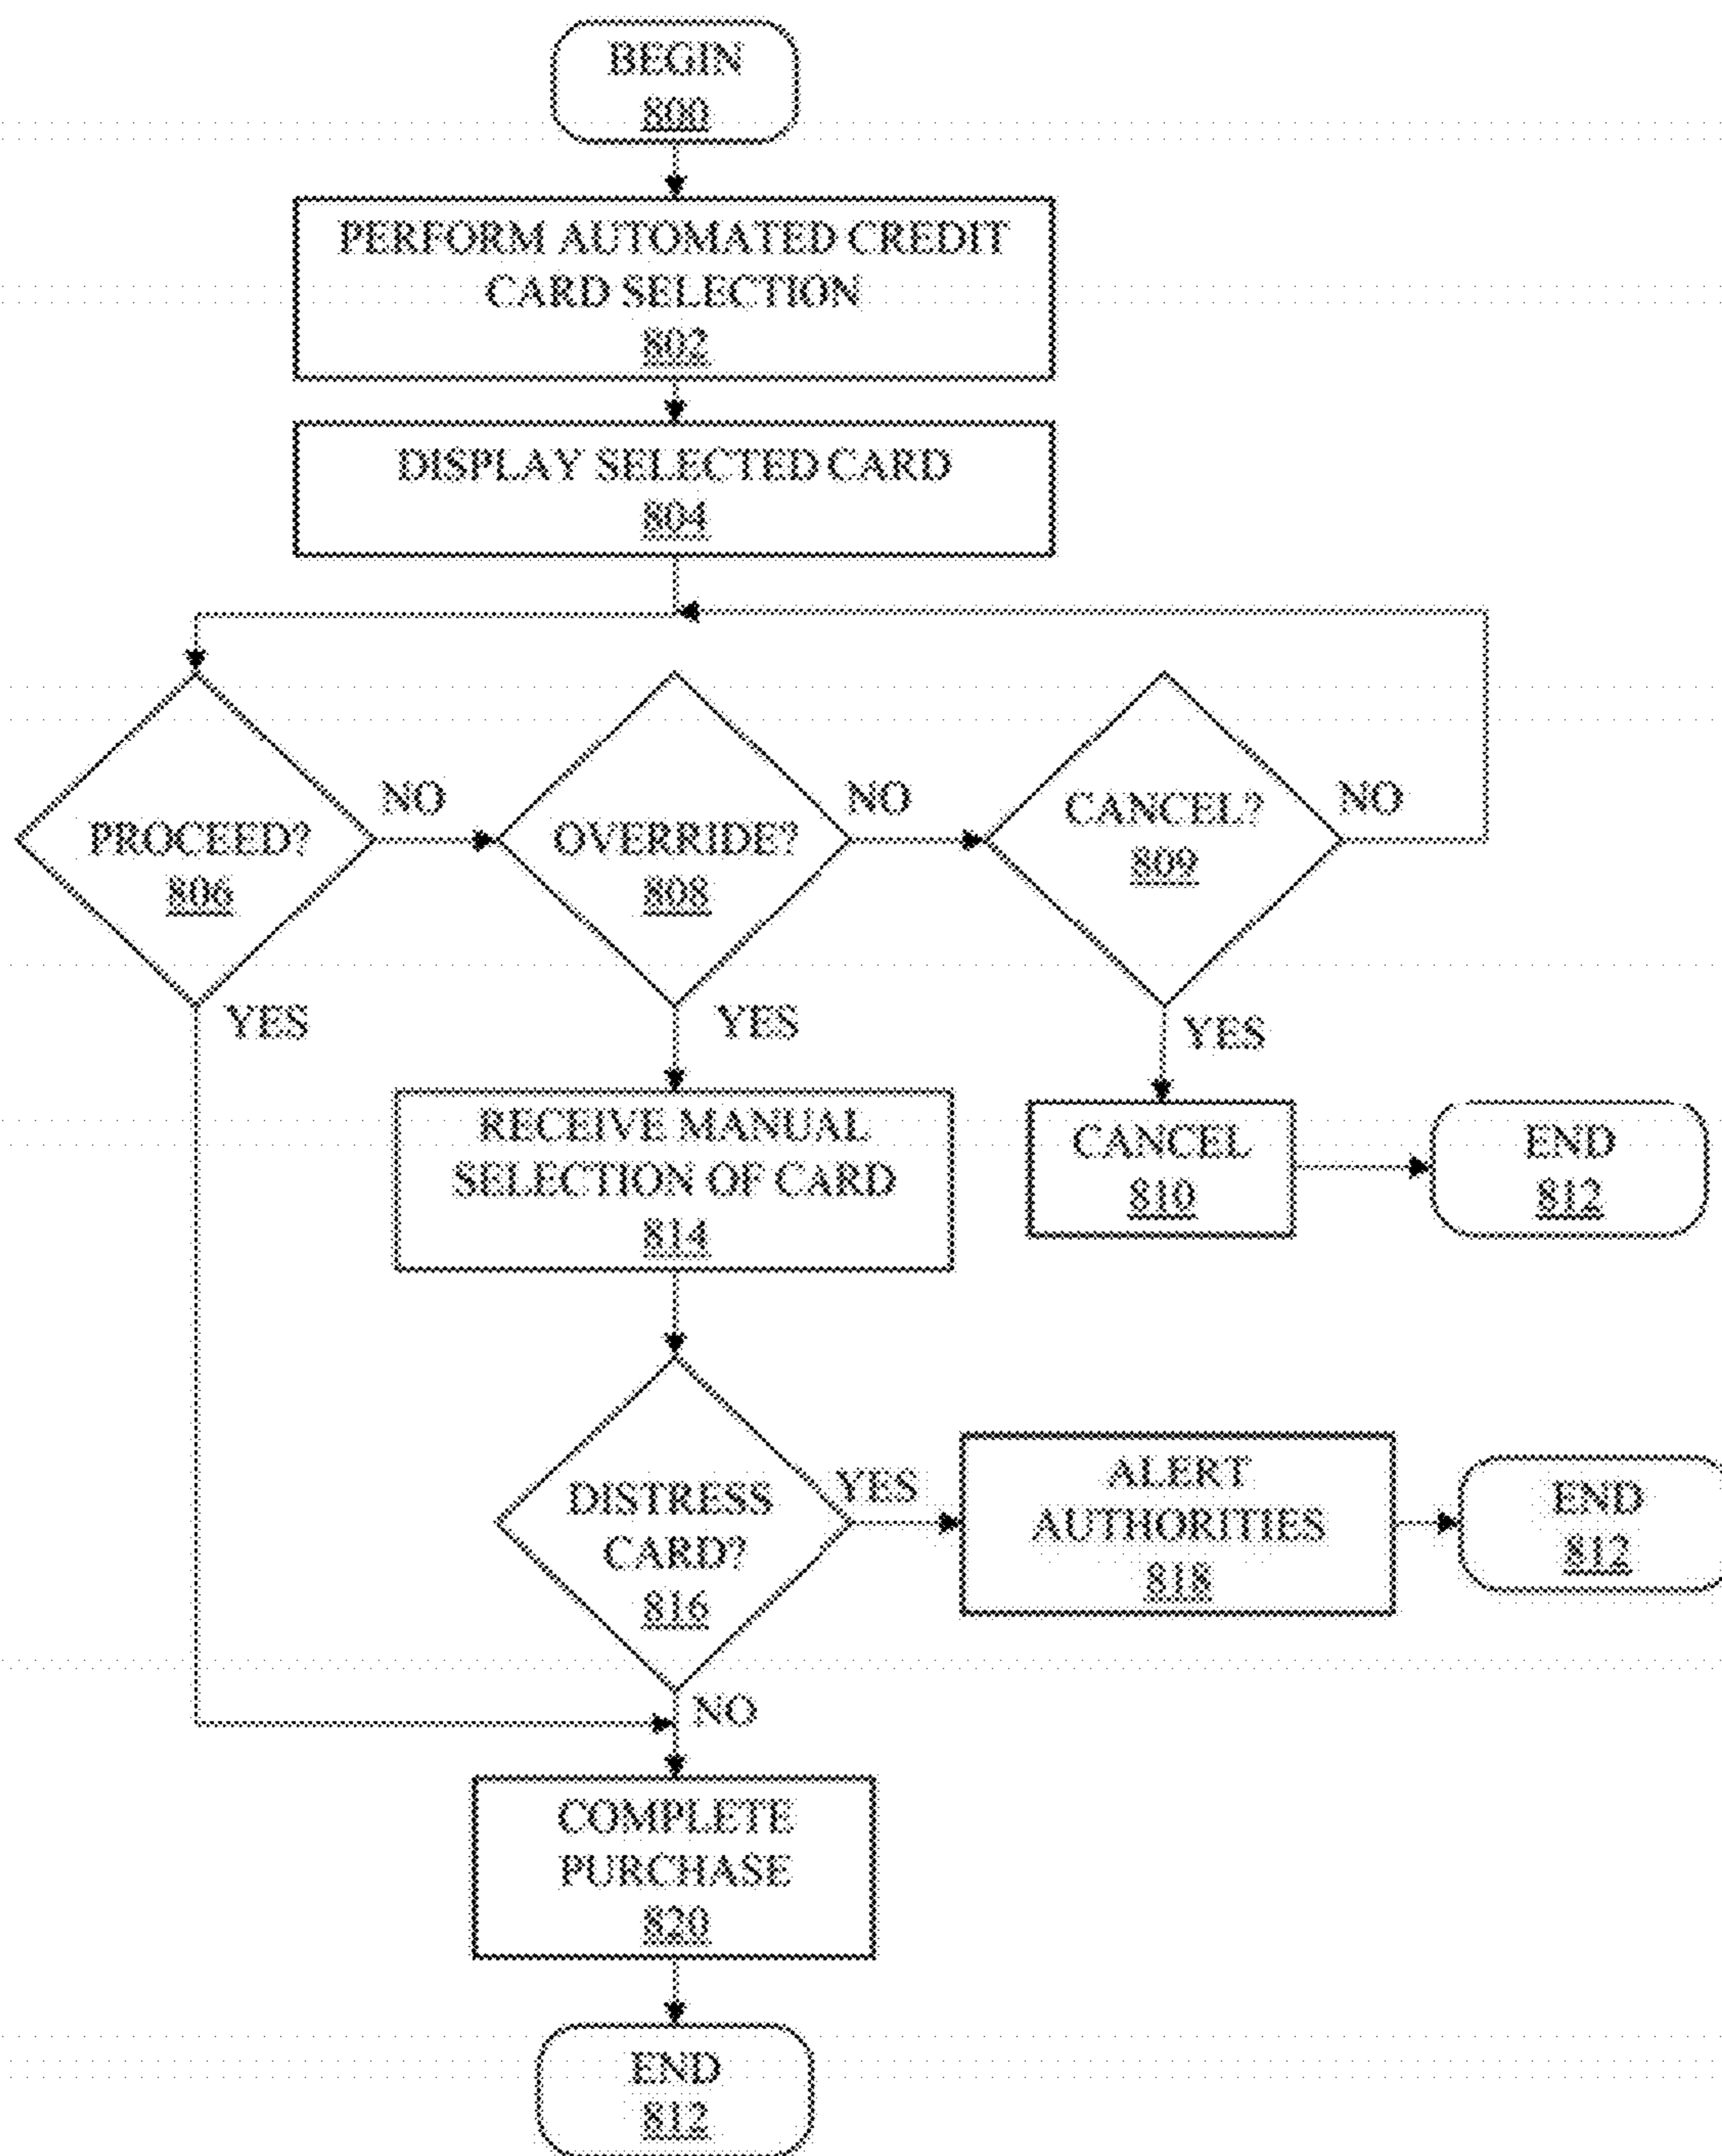 BEGIN
800
PERFORM AUTOMATED CREDIT
CARD SELECTION
802
DISPLAY SELECTED CARD
804
PROCEED?
806
NO
OVERRIDE?
808
NO
CANCEL?
809
NO
YES
YES
YES
RECEIVE MANUAL
SELECTION OF CARD
814
CANCEL
810
END
812
DISTRESS
CARD?
816
YES
ALERT
AUTHORITIES
818
END
812
NO
COMPLETE
PURCHASE
820
END
812